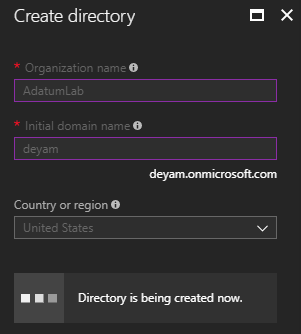 Create directory
* Organization name
AdatumLab
* Initial domain name
deyam
deyam.onmicrosoft.com
Country or region
United States
Directory is being created now.